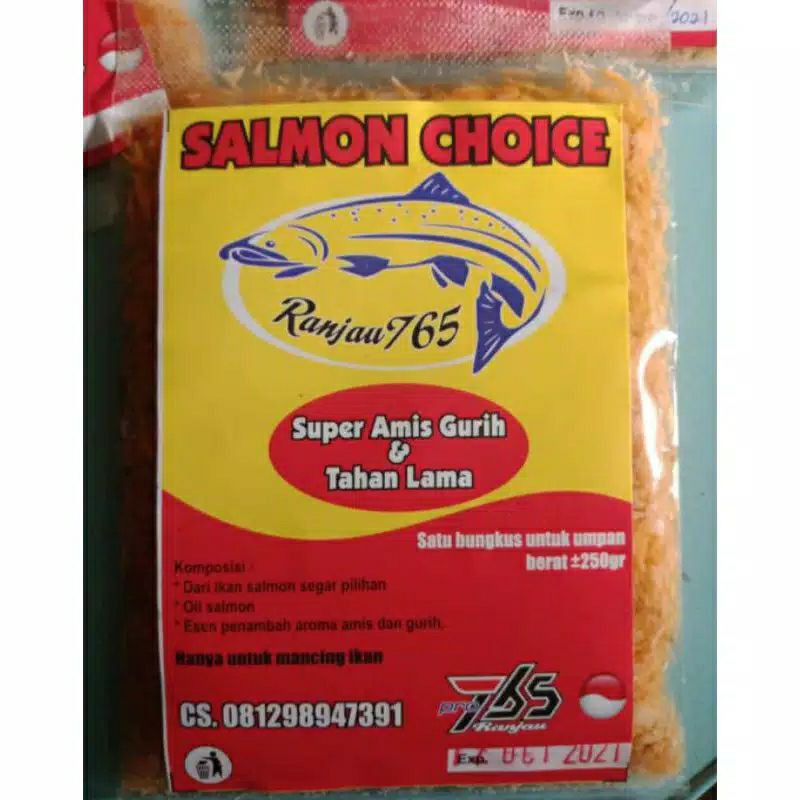 2021
SALMON CHOICE
Ranjau765
Super Amis Gurih
&
Tahan Lama
Satu bungkus untuk umpan
berat ±250gr
Komposisi :
* Dari ikan salmon segar pilihan
* Oil salmon
* Esen penambah aroma amis dan gurih.
Hanya untuk mancing ikan
CS. 081298947391
pro 765
Ranjau
Exp. OCT 2021